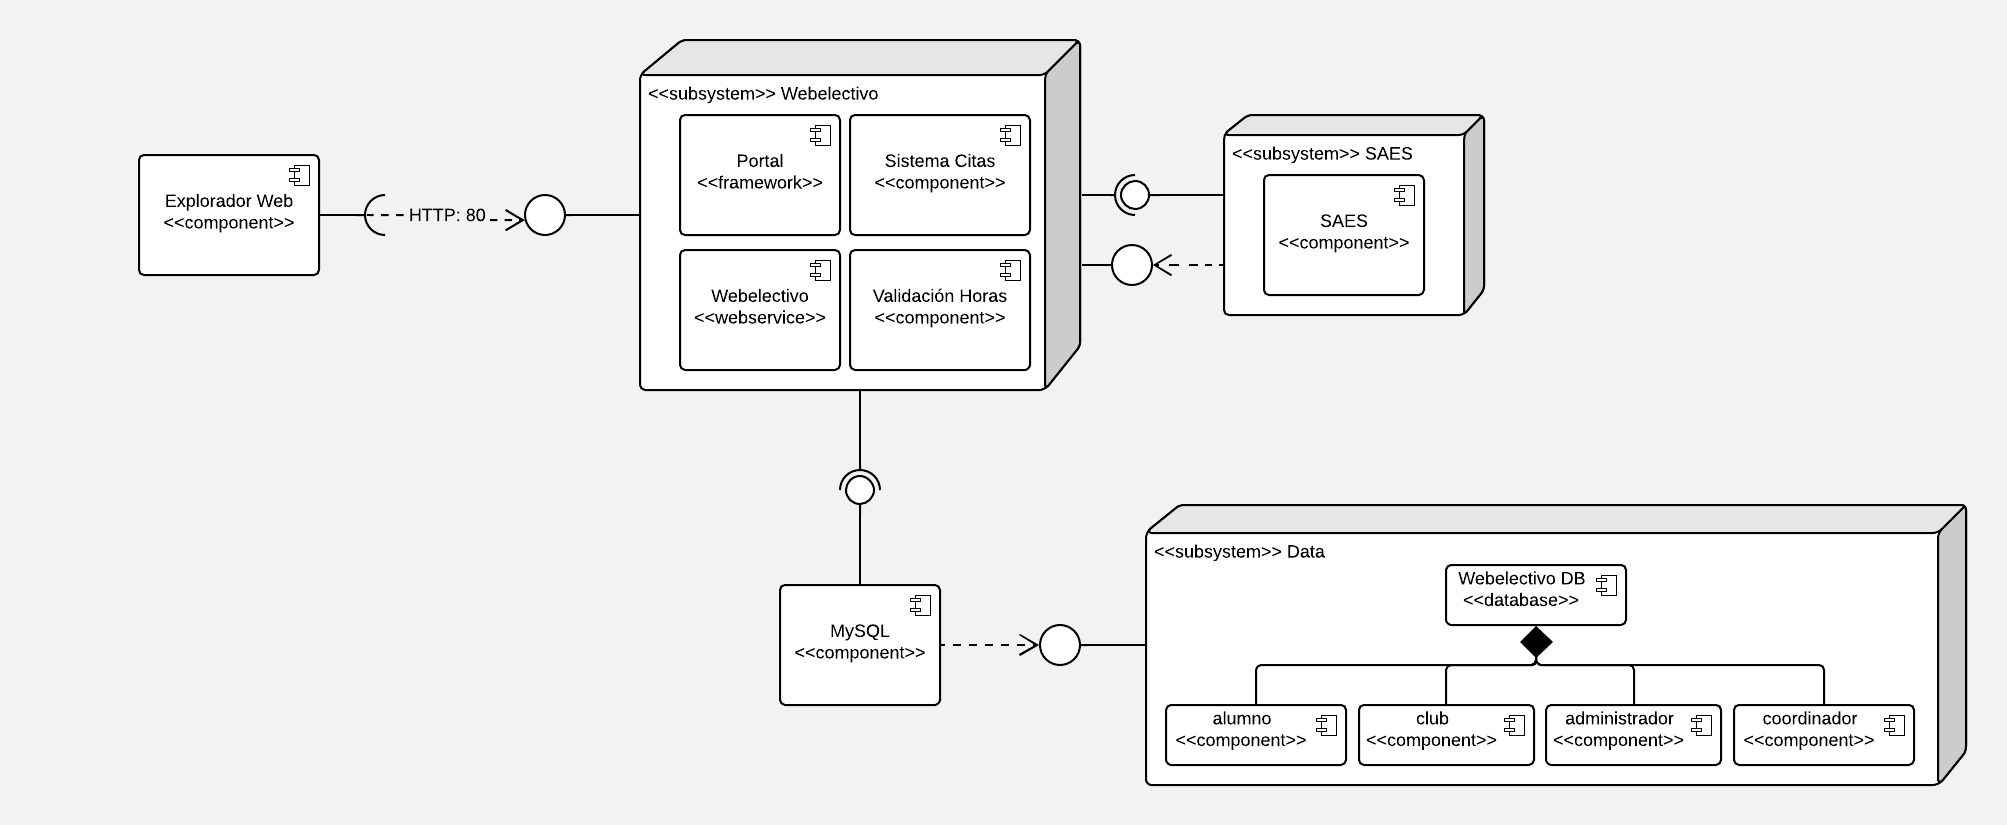 <<subsystem>> Webelectivo
Portal
<<framework>>
Sistema Citas
<<component>>
Webelectivo
<<webservice>>
Validación Horas
<<component>>
Explorador Web
<<component>>
HTTP: 80
<<subsystem>> SAES
SAES
<<component>>
MySQL
<<component>>
<<subsystem>> Data
Webelectivo DB
<<database>>
alumno
<<component>>
club
<<component>>
administrador
<<component>>
coordinador
<<component>>